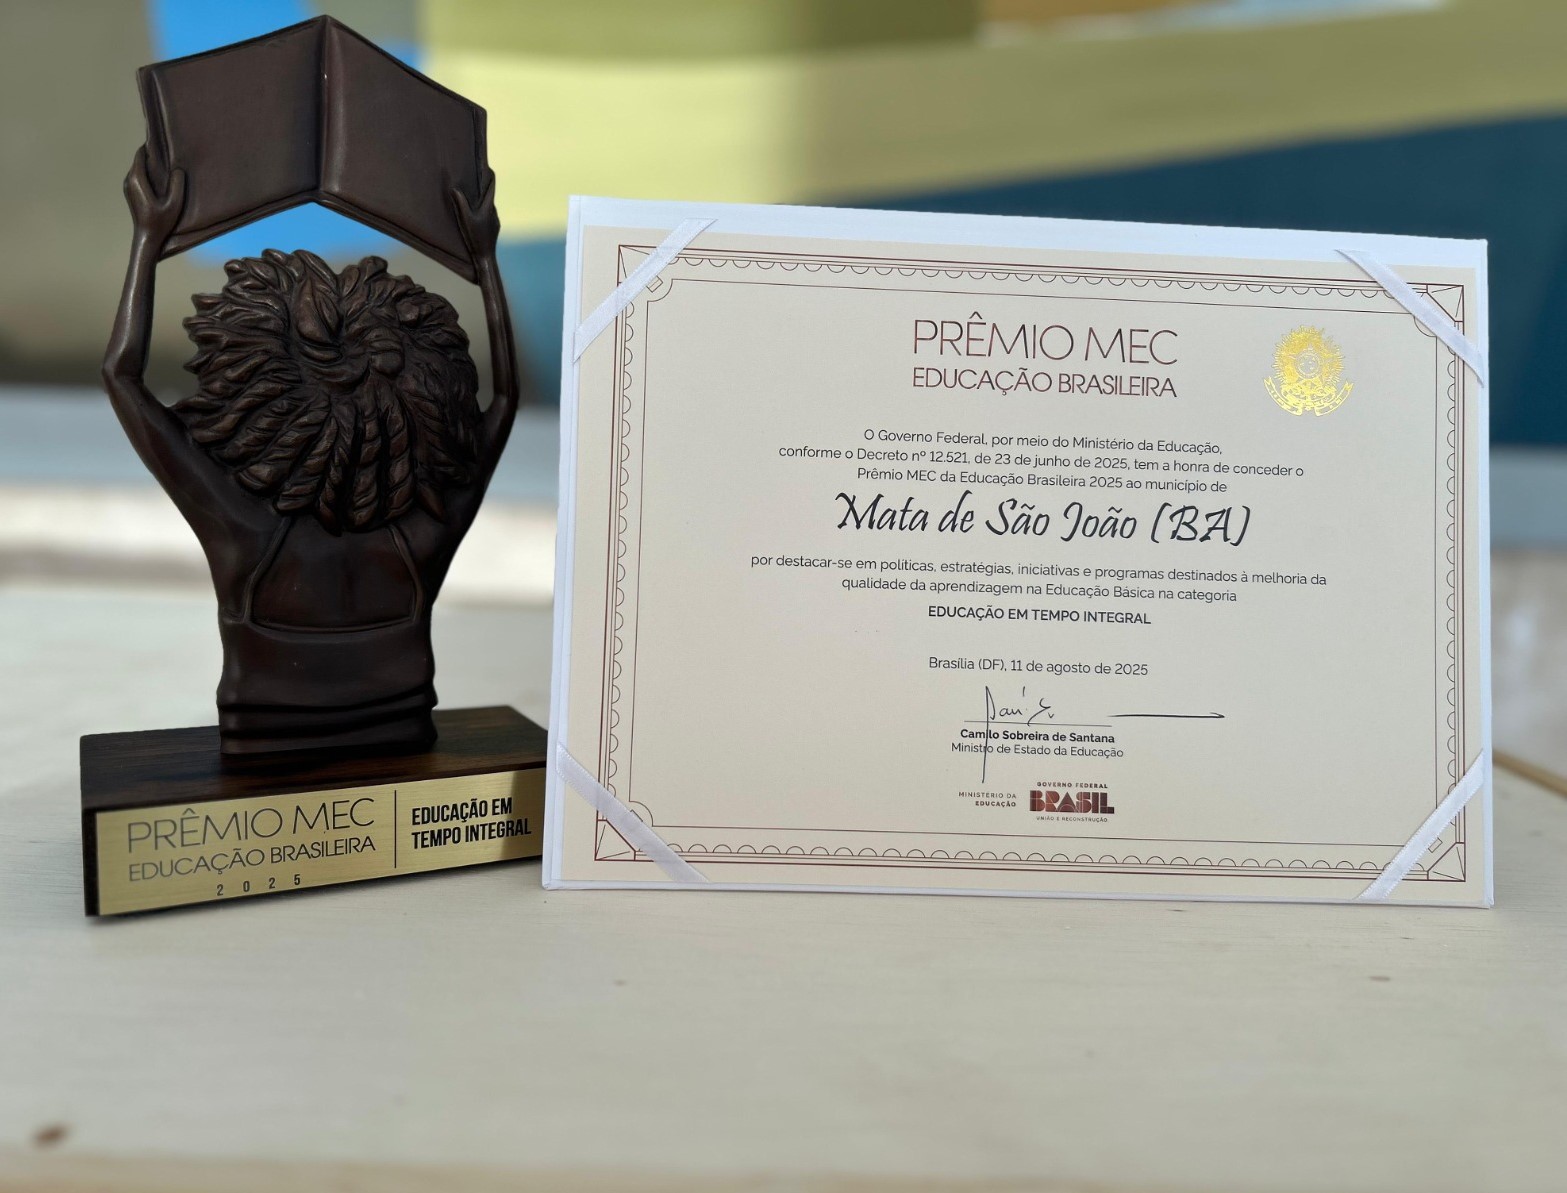 PRÊMIO MEC
EDUCAÇÃO BRASILEIRA
2025
EDUCAÇÃO EM
TEMPO INTEGRAL
PRÊMIO MEC
EDUCAÇÃO BRASILEIRA
O Governo Federal, por meio do Ministério da Educação,
conforme o Decreto nº 12.521, de 23 de junho de 2025, tem a honra de conceder o
Prêmio MEC da Educação Brasileira 2025 ao município de
Mata de São João (BA)
por destacar-se em políticas, estratégias, iniciativas e programas destinados à melhoria da
qualidade da aprendizagem na Educação Básica na categoria
EDUCAÇÃO EM TEMPO INTEGRAL
Brasília (DF), 11 de agosto de 2025
Camilo Sobreira de Santana
Ministro de Estado da Educação
MINISTÉRIO DA
EDUCAÇÃO
GOVERNO FEDERAL
BRASIL
UNIÃO E RECONSTRUÇÃO